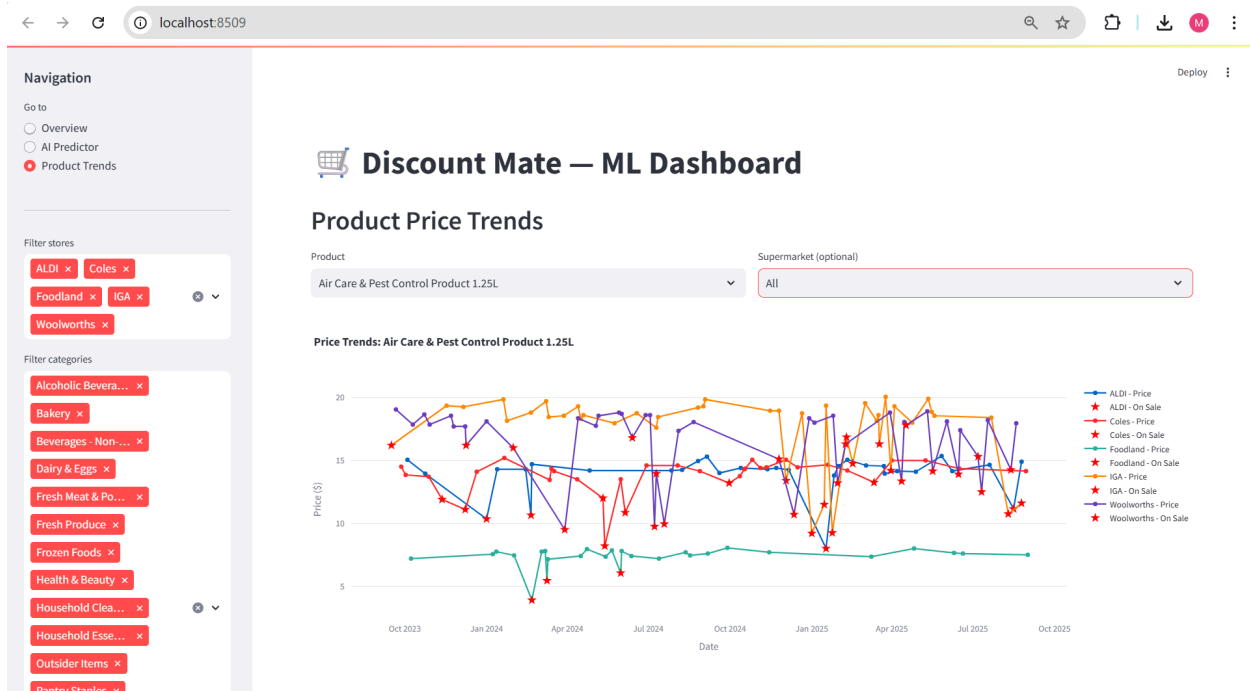 localhost:8509
M
Deploy
Navigation
Go to
Overview
AI Predictor
Product Trends
Filter stores
ALDI ×
Coles ×
Foodland ×
IGA ×
Woolworths ×
Filter categories
Alcoholic Bevera... ×
Bakery ×
Beverages - Non-... ×
Dairy & Eggs ×
Fresh Meat & Po... ×
Fresh Produce ×
Frozen Foods ×
Health & Beauty ×
Household Clea... ×
Household Esse... ×
Outsider Items ×
Pantry Staples ×
Discount Mate — ML Dashboard
Product Price Trends
Product
Air Care & Pest Control Product 1.25L
Supermarket (optional)
All
Price Trends: Air Care & Pest Control Product 1.25L
Price ($)
20
15
10
5
Oct 2023
Jan 2024
Apr 2024
Jul 2024
Oct 2024
Jan 2025
Apr 2025
Jul 2025
Oct 2025
Date
ALDI - Price
ALDI - On Sale
Coles - Price
Coles - On Sale
Foodland - Price
Foodland - On Sale
IGA - Price
IGA - On Sale
Woolworths - Price
Woolworths - On Sale